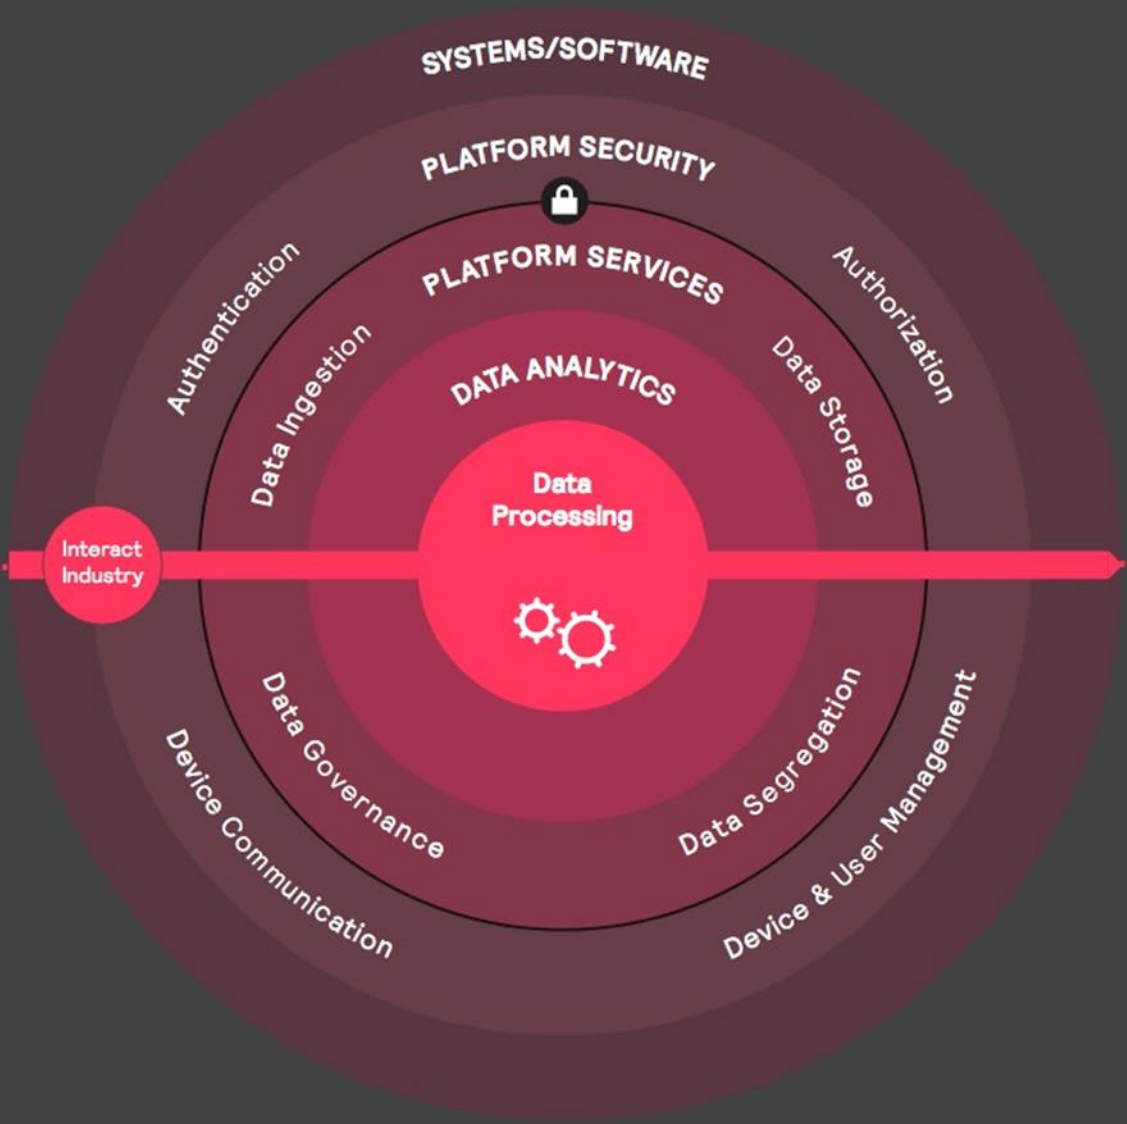 SYSTEMS/SOFTWARE
PLATFORM SECURITY
Authentication
Authorization
PLATFORM SERVICES
Data Ingestion
Data Storage
DATA ANALYTICS
Data
Processing
Interact
Industry
Data Governance
Data Segregation
Device Communication
Device & User Management